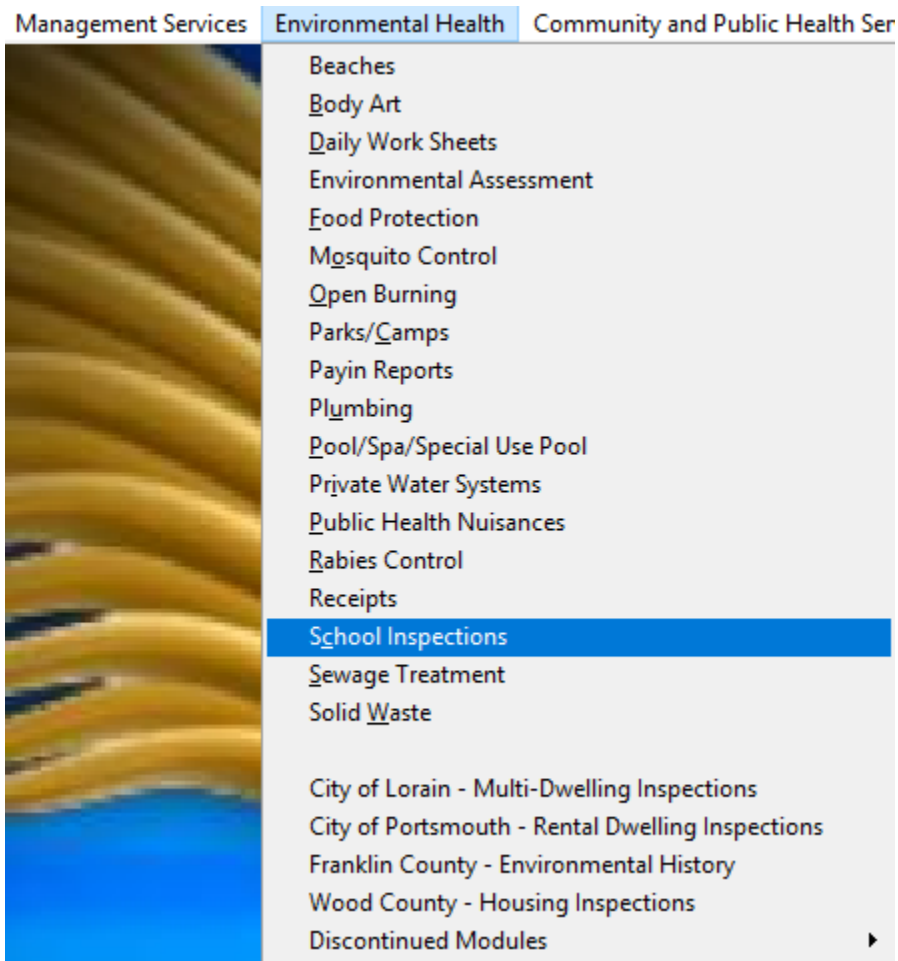 Management Services Environmental Health Community and Public Health Ser
Beaches
Body Art
Daily Work Sheets
Environmental Assessment
Food Protection
Mosquito Control
Open Burning
Parks/Camps
Payin Reports
Plumbing
Pool/Spa/Special Use Pool
Private Water Systems
Public Health Nuisances
Rabies Control
Receipts
School Inspections
Sewage Treatment
Solid Waste
City of Lorain - Multi-Dwelling Inspections
City of Portsmouth - Rental Dwelling Inspections
Franklin County - Environmental History
Wood County - Housing Inspections
Discontinued Modules